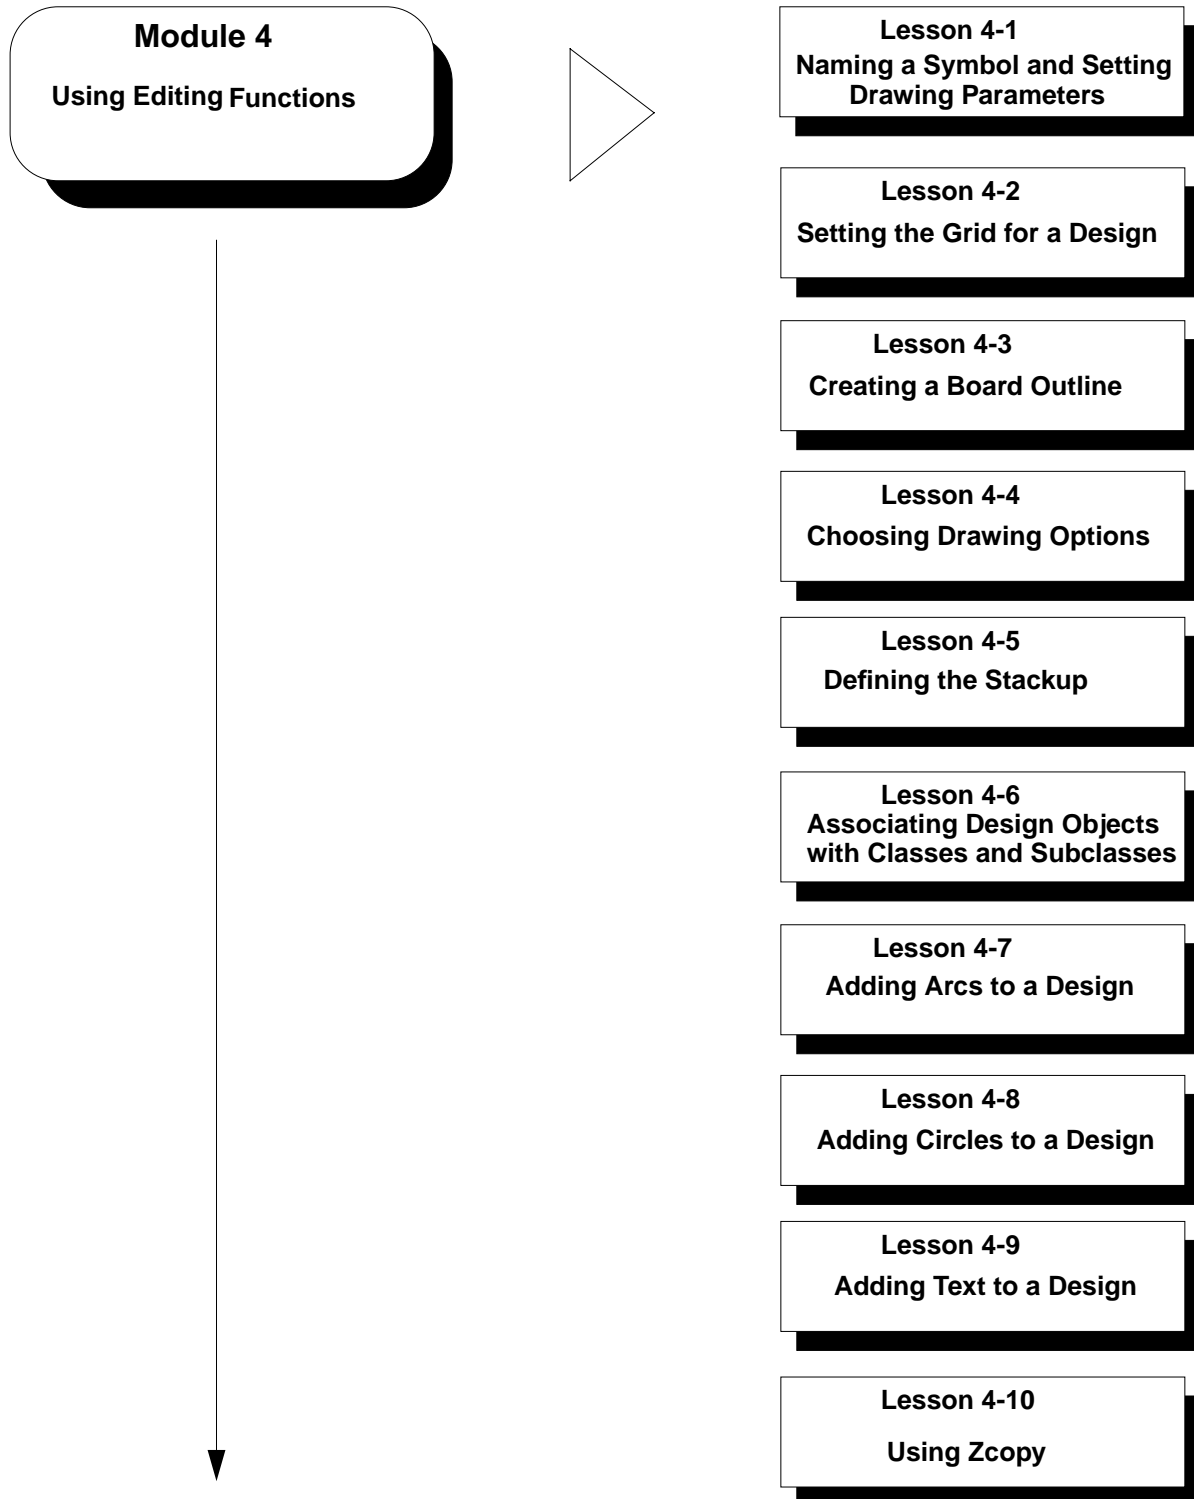 Module 4
Using Editing Functions
Lesson 4-1
Naming a Symbol and Setting
Drawing Parameters
Lesson 4-2
Setting the Grid for a Design
Lesson 4-3
Creating a Board Outline
Lesson 4-4
Choosing Drawing Options
Lesson 4-5
Defining the Stackup
Lesson 4-6
Associating Design Objects
with Classes and Subclasses
Lesson 4-7
Adding Arcs to a Design
Lesson 4-8
Adding Circles to a Design
Lesson 4-9
Adding Text to a Design
Lesson 4-10
Using Zcopy